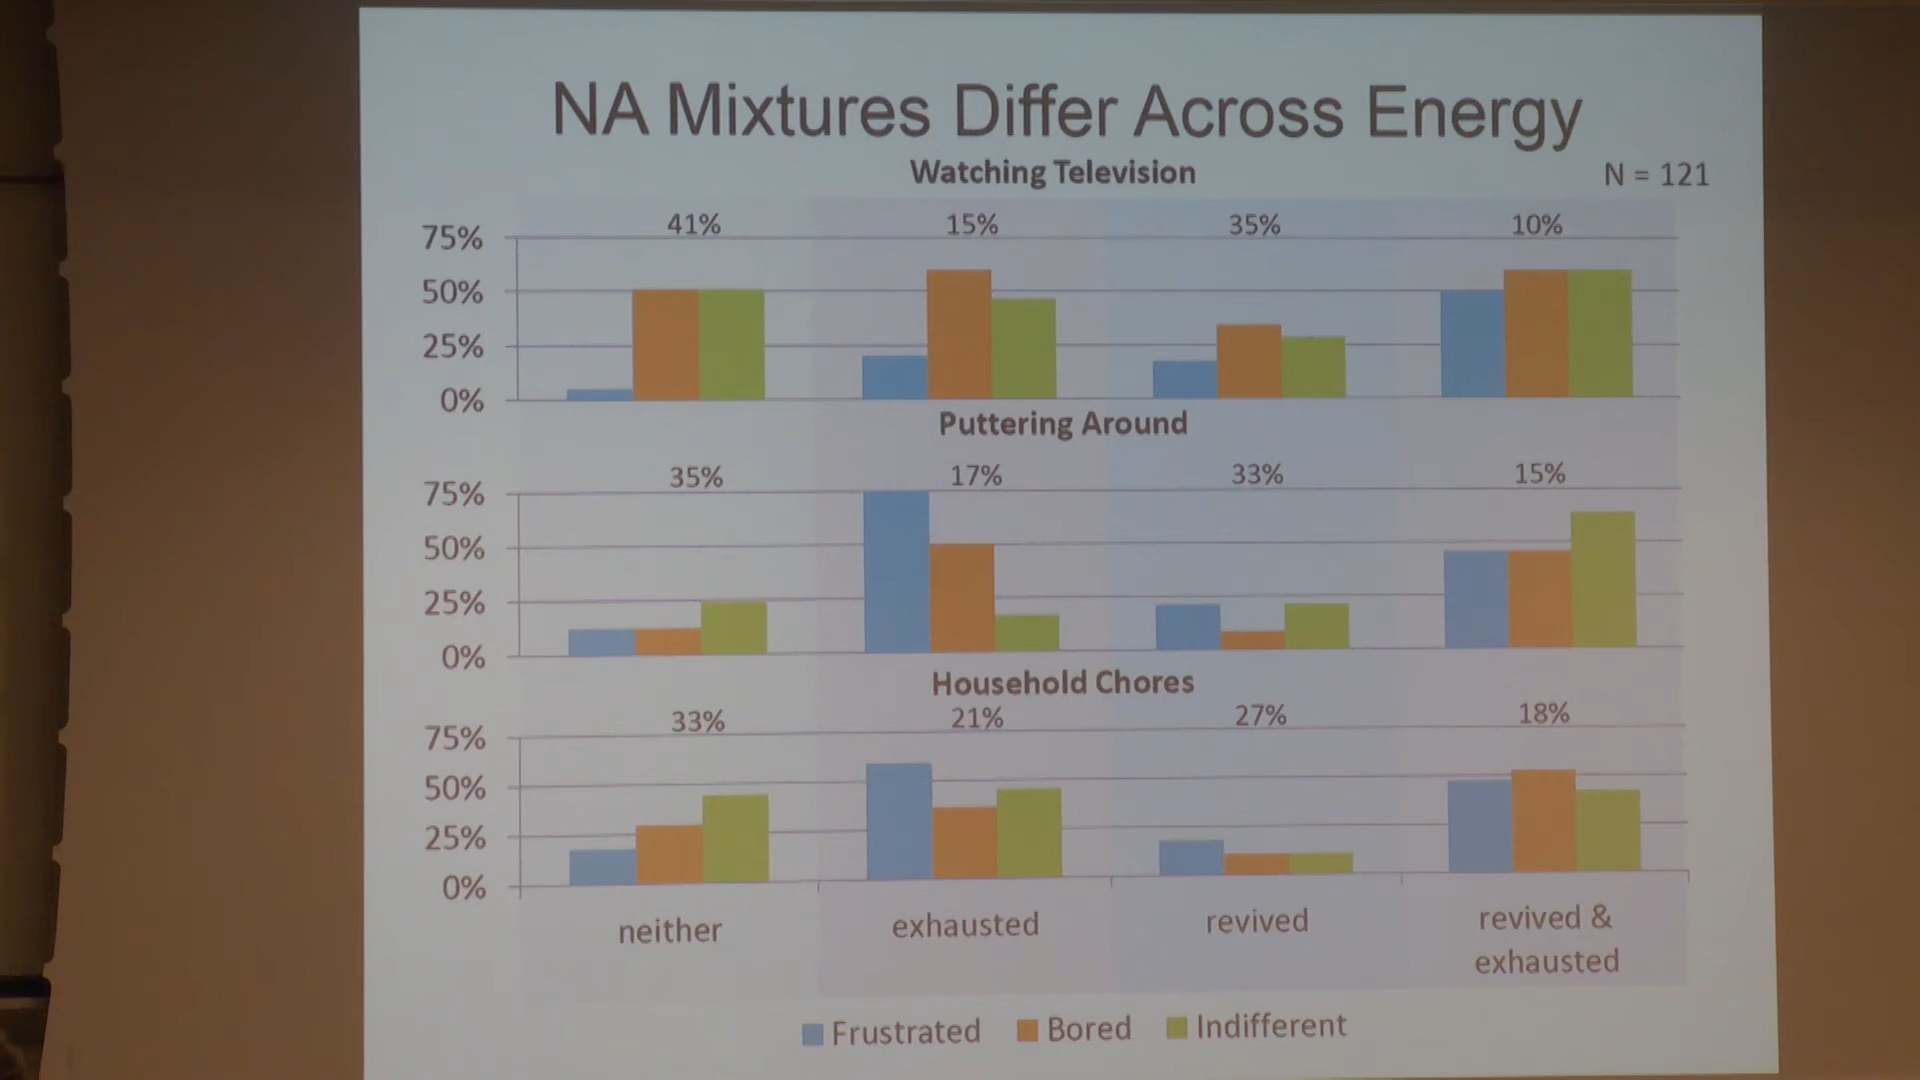 NA Mixtures Differ Across Energy
Watching Television
N = 121
41% 15% 35% 10%
75%
50%
25%
0%
Puttering Around
35% 17% 33% 15%
75%
50%
25%
0%
Household Chores
33% 21% 27% 18%
75%
50%
25%
0%
neither exhausted revived revived &
exhausted
Frustrated Bored Indifferent